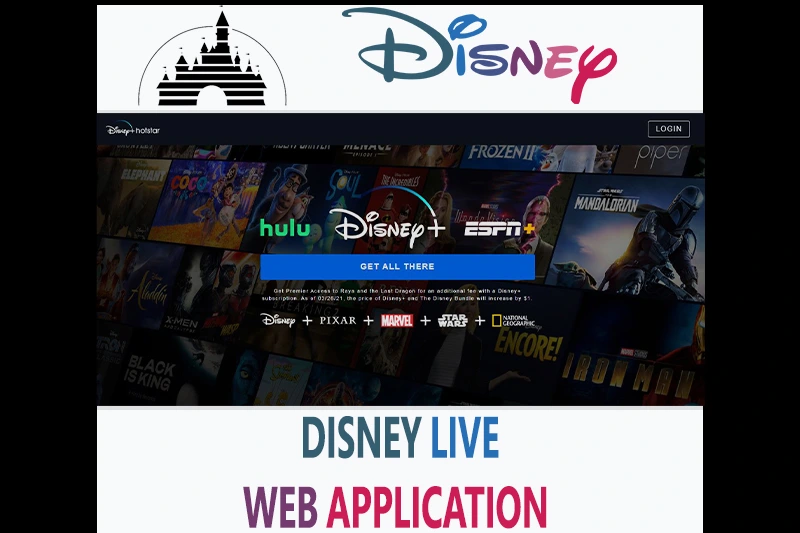 Disney
Disney+ hotstar
LOGIN
MENACE
FROZEN II
piper
ELEPHANT
COCO
SOUL
THE INCREDIBLES
STAR WARS
THE MANDALORIAN
hulu Disney+ ESPN+
GET ALL THERE
Get Premier Access to Raya and the Last Dragon for an additional fee with a Disney+
subscription. As of 03/26/21, the price of Disney+ and The Disney Bundle will increase by $1.
Aladdin
X-MEN
Disney + PIXAR + MARVEL + STAR WARS + NATIONAL GEOGRAPHIC
ENCORE!
BLACK
IS KING
IRON MAN
DISNEY LIVE
WEB APPLICATION